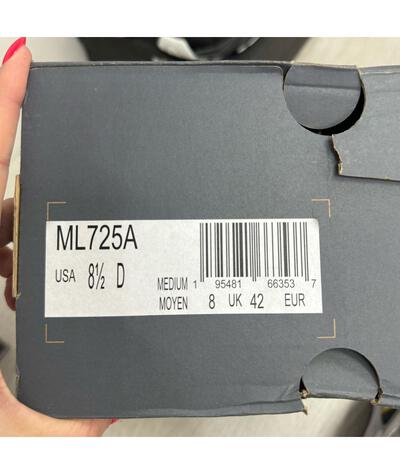 ML725A
USA 8½ D
MEDIUM 1 95481 66353 7
MOYEN 8 UK 42 EUR